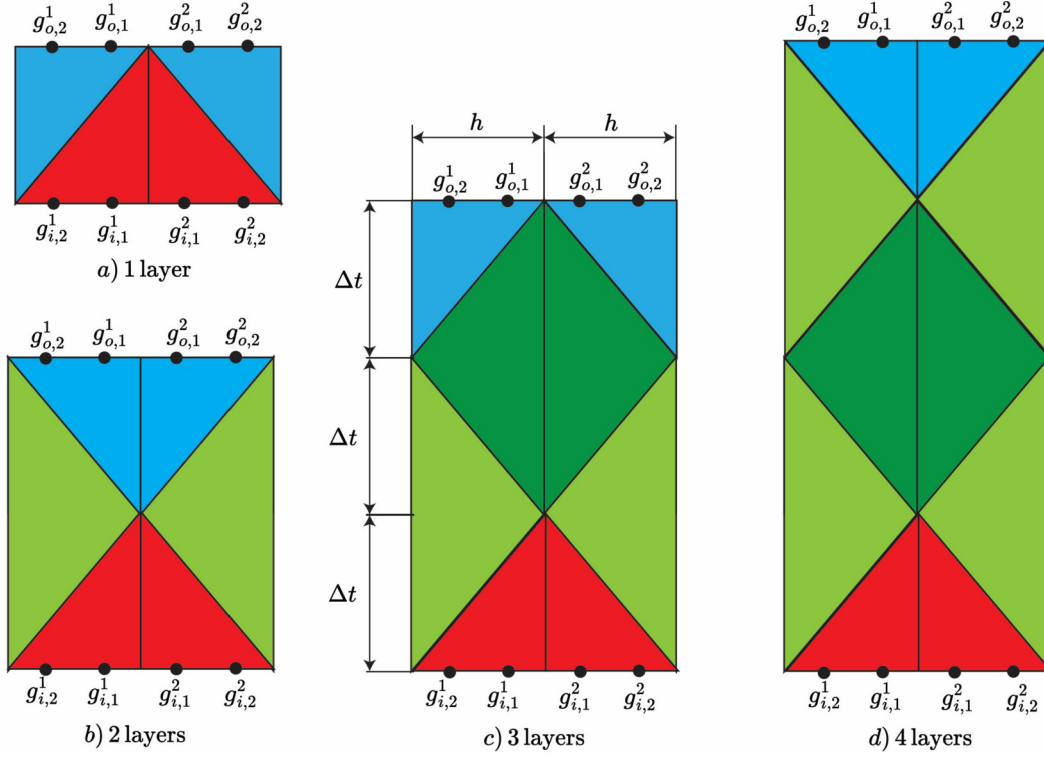 g^1_{o,2} g^1_{o,1} g^2_{o,1} g^2_{o,2}
g^1_{i,2} g^1_{i,1} g^2_{i,1} g^2_{i,2}
a) 1 layer
g^1_{o,2} g^1_{o,1} g^2_{o,1} g^2_{o,2}
g^1_{i,2} g^1_{i,1} g^2_{i,1} g^2_{i,2}
b) 2 layers
h h
g^1_{o,2} g^1_{o,1} g^2_{o,1} g^2_{o,2}
Δt
Δt
Δt
g^1_{i,2} g^1_{i,1} g^2_{i,1} g^2_{i,2}
c) 3 layers
g^1_{o,2} g^1_{o,1} g^2_{o,1} g^2_{o,2}
g^1_{i,2} g^1_{i,1} g^2_{i,1} g^2_{i,2}
d) 4 layers